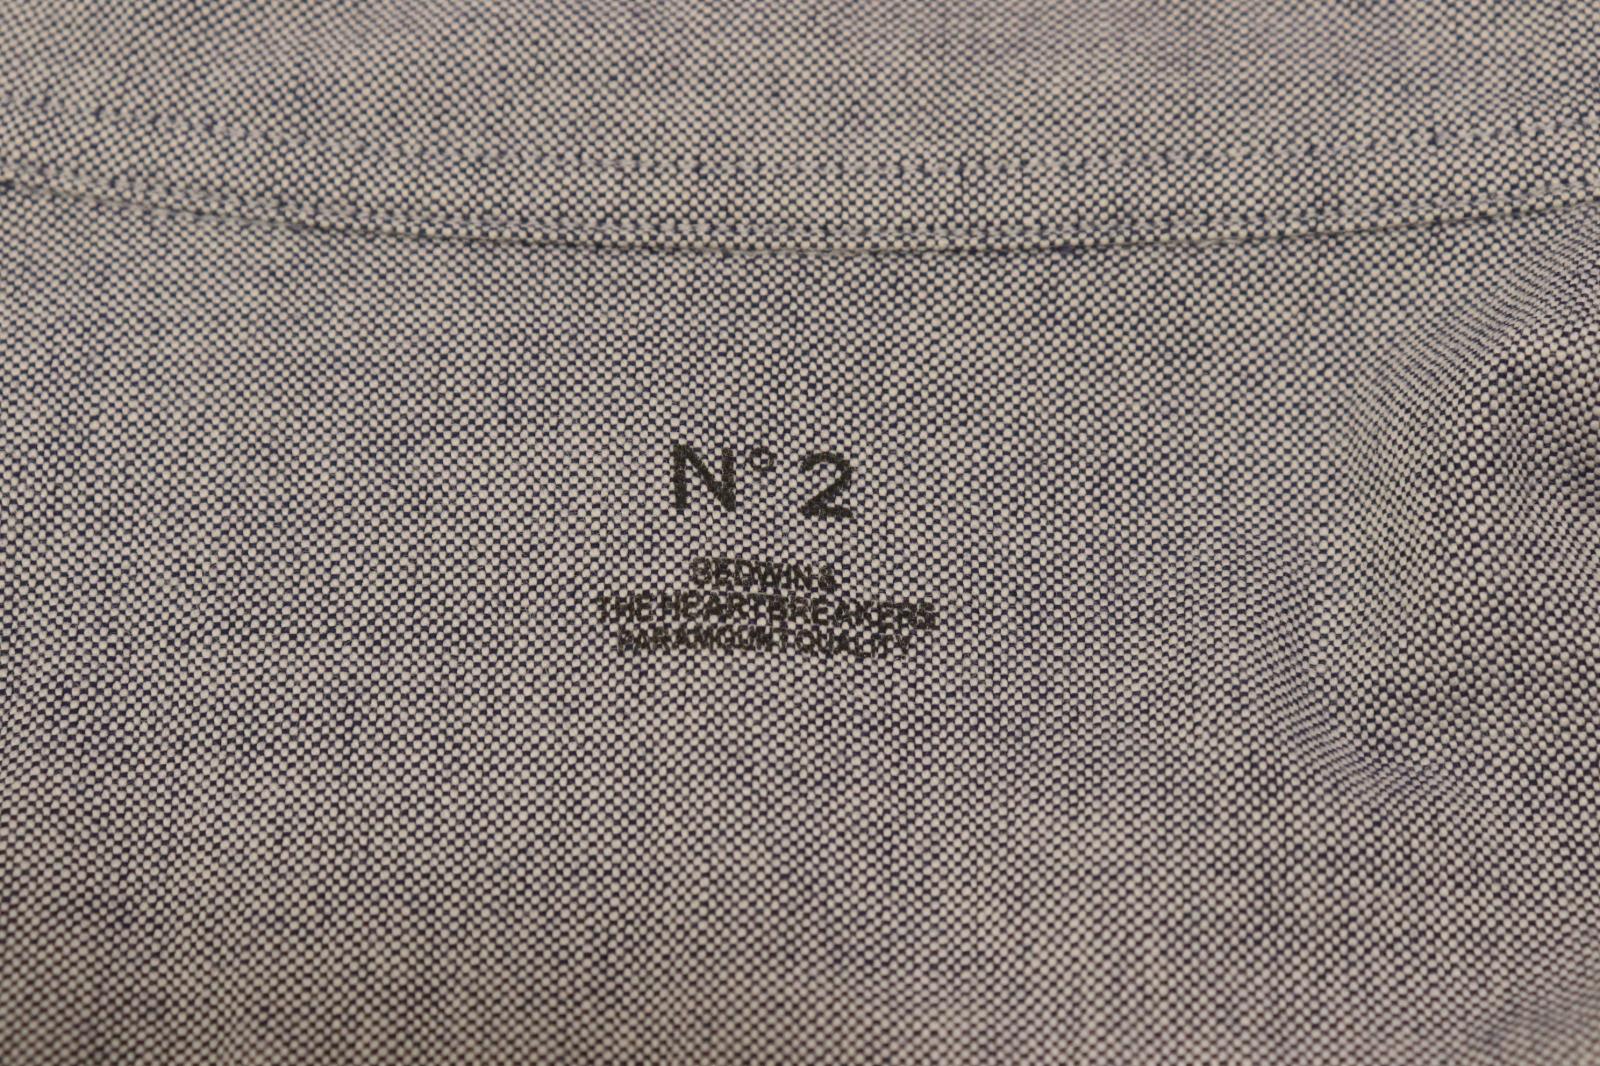 N° 2
BEDWIN &
THE HEARTBREAKERS
PARAMOUNT QUALITY